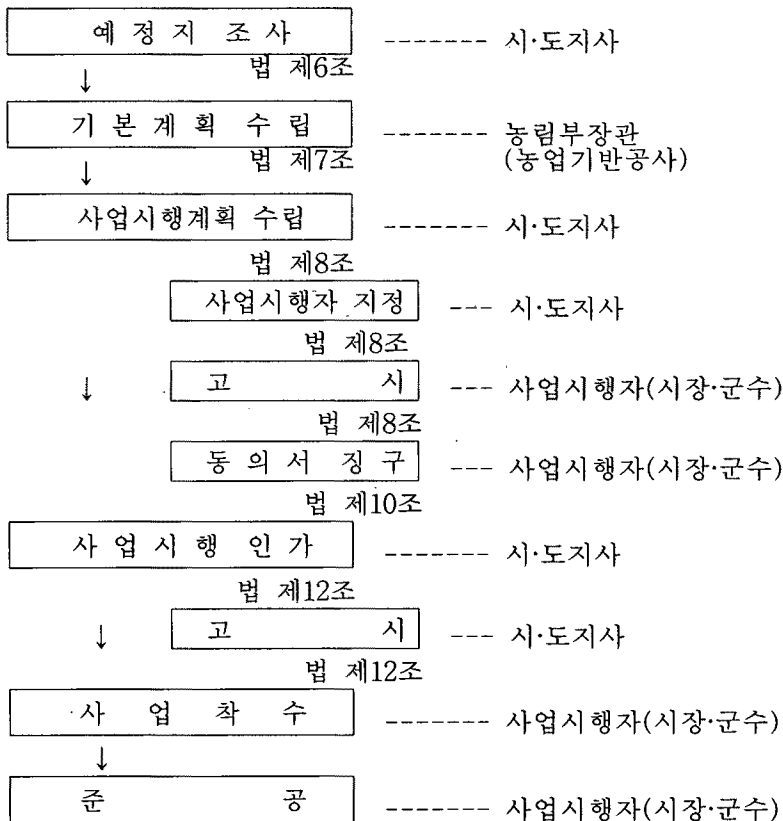 예 정 지 조 사 ------- 시·도지사
↓ 법 제6조
기 본 계 획 수 립 ------- 농림부장관
↓ 법 제7조 (농업기반공사)
사업시행계획 수립 ------- 시·도지사
법 제8조
사업시행자 지정 --- 시·도지사
법 제8조
↓ 고 시 --- 사업시행자(시장·군수)
법 제8조
동 의 서 징 구 --- 사업시행자(시장·군수)
법 제10조
사 업 시 행 인 가 ------- 시·도지사
법 제12조
↓ 고 시 --- 시·도지사
법 제12조
사 업 착 수 ------- 사업시행자(시장·군수)
↓
준 공 ------- 사업시행자(시장·군수)